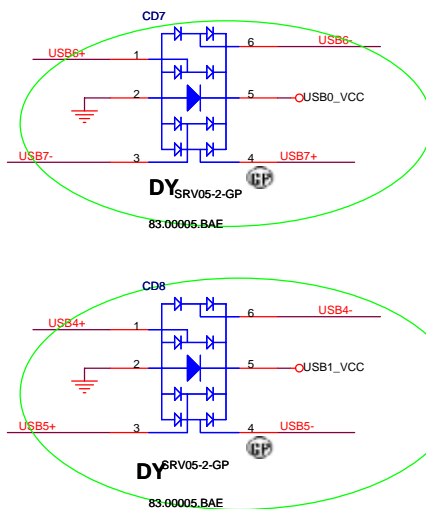 CD7
USB6-
6
USB6+
1
2
5
USB0_VCC
USB7-
3
4
USB7+
GP
DY
SRV05-2-GP
83.00005.BAE
CD8
USB4-
6
USB4+
1
2
5
USB1_VCC
USB5+
3
4
USB5-
GP
DY
SRV05-2-GP
83.00005.BAE